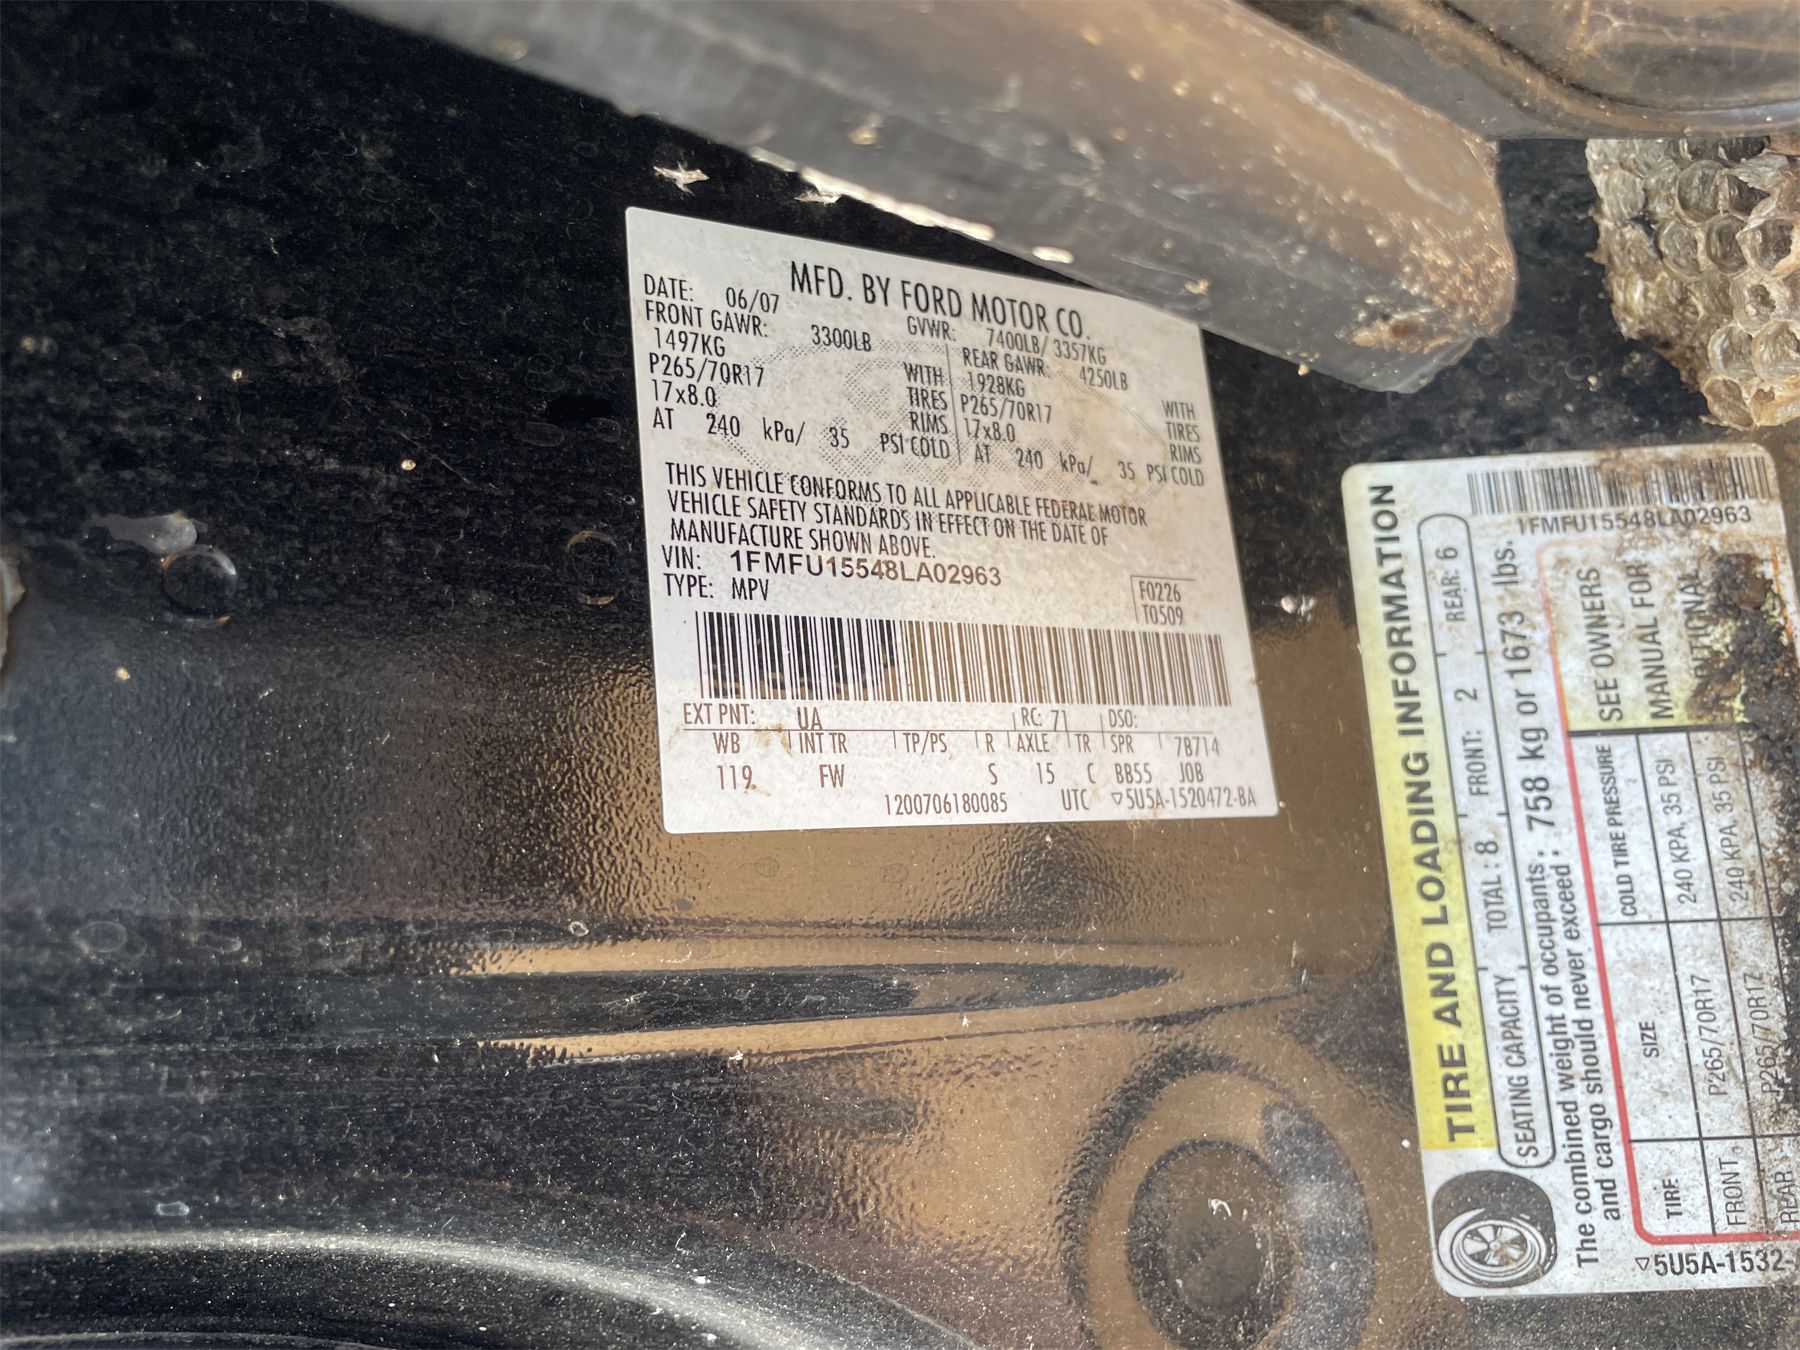 MFD. BY FORD MOTOR CO.
DATE: 06/07 GVWR: 7400LB/ 3357KG
FRONT GAWR: 3300LB REAR GAWR: 4250LB
1497KG WITH 1928KG WITH
P265/70R17 TIRES P265/70R17 TIRES
17x8.0 RIMS 17x8.0 RIMS
AT 240 kPa/ 35 PSI COLD AT 240 kPa/ 35 PSI COLD
THIS VEHICLE CONFORMS TO ALL APPLICABLE FEDERAL MOTOR
VEHICLE SAFETY STANDARDS IN EFFECT ON THE DATE OF
MANUFACTURE SHOWN ABOVE.
VIN: 1FMFU15548LA02963
TYPE: MPV
F0226
T0509
EXT PNT: UA RC: 71 DSO:
WB INT TR TP/PS R AXLE TR SPR 7B714
119 FW S 15 C BB55 JOB
1200706180085 UTC ▽5U5A-1520472-BA
1FMFU15548LA02963
TIRE AND LOADING INFORMATION
SEATING CAPACITY TOTAL: 8 FRONT: 2 REAR: 6
The combined weight of occupants and cargo should never exceed: 758 kg or 1673 lbs.
TIRE SIZE COLD TIRE PRESSURE
FRONT P265/70R17 240 KPA, 35 PSI
REAR P265/70R17 240 KPA, 35 PSI
SEE OWNERS
MANUAL FOR
▽5U5A-1532-